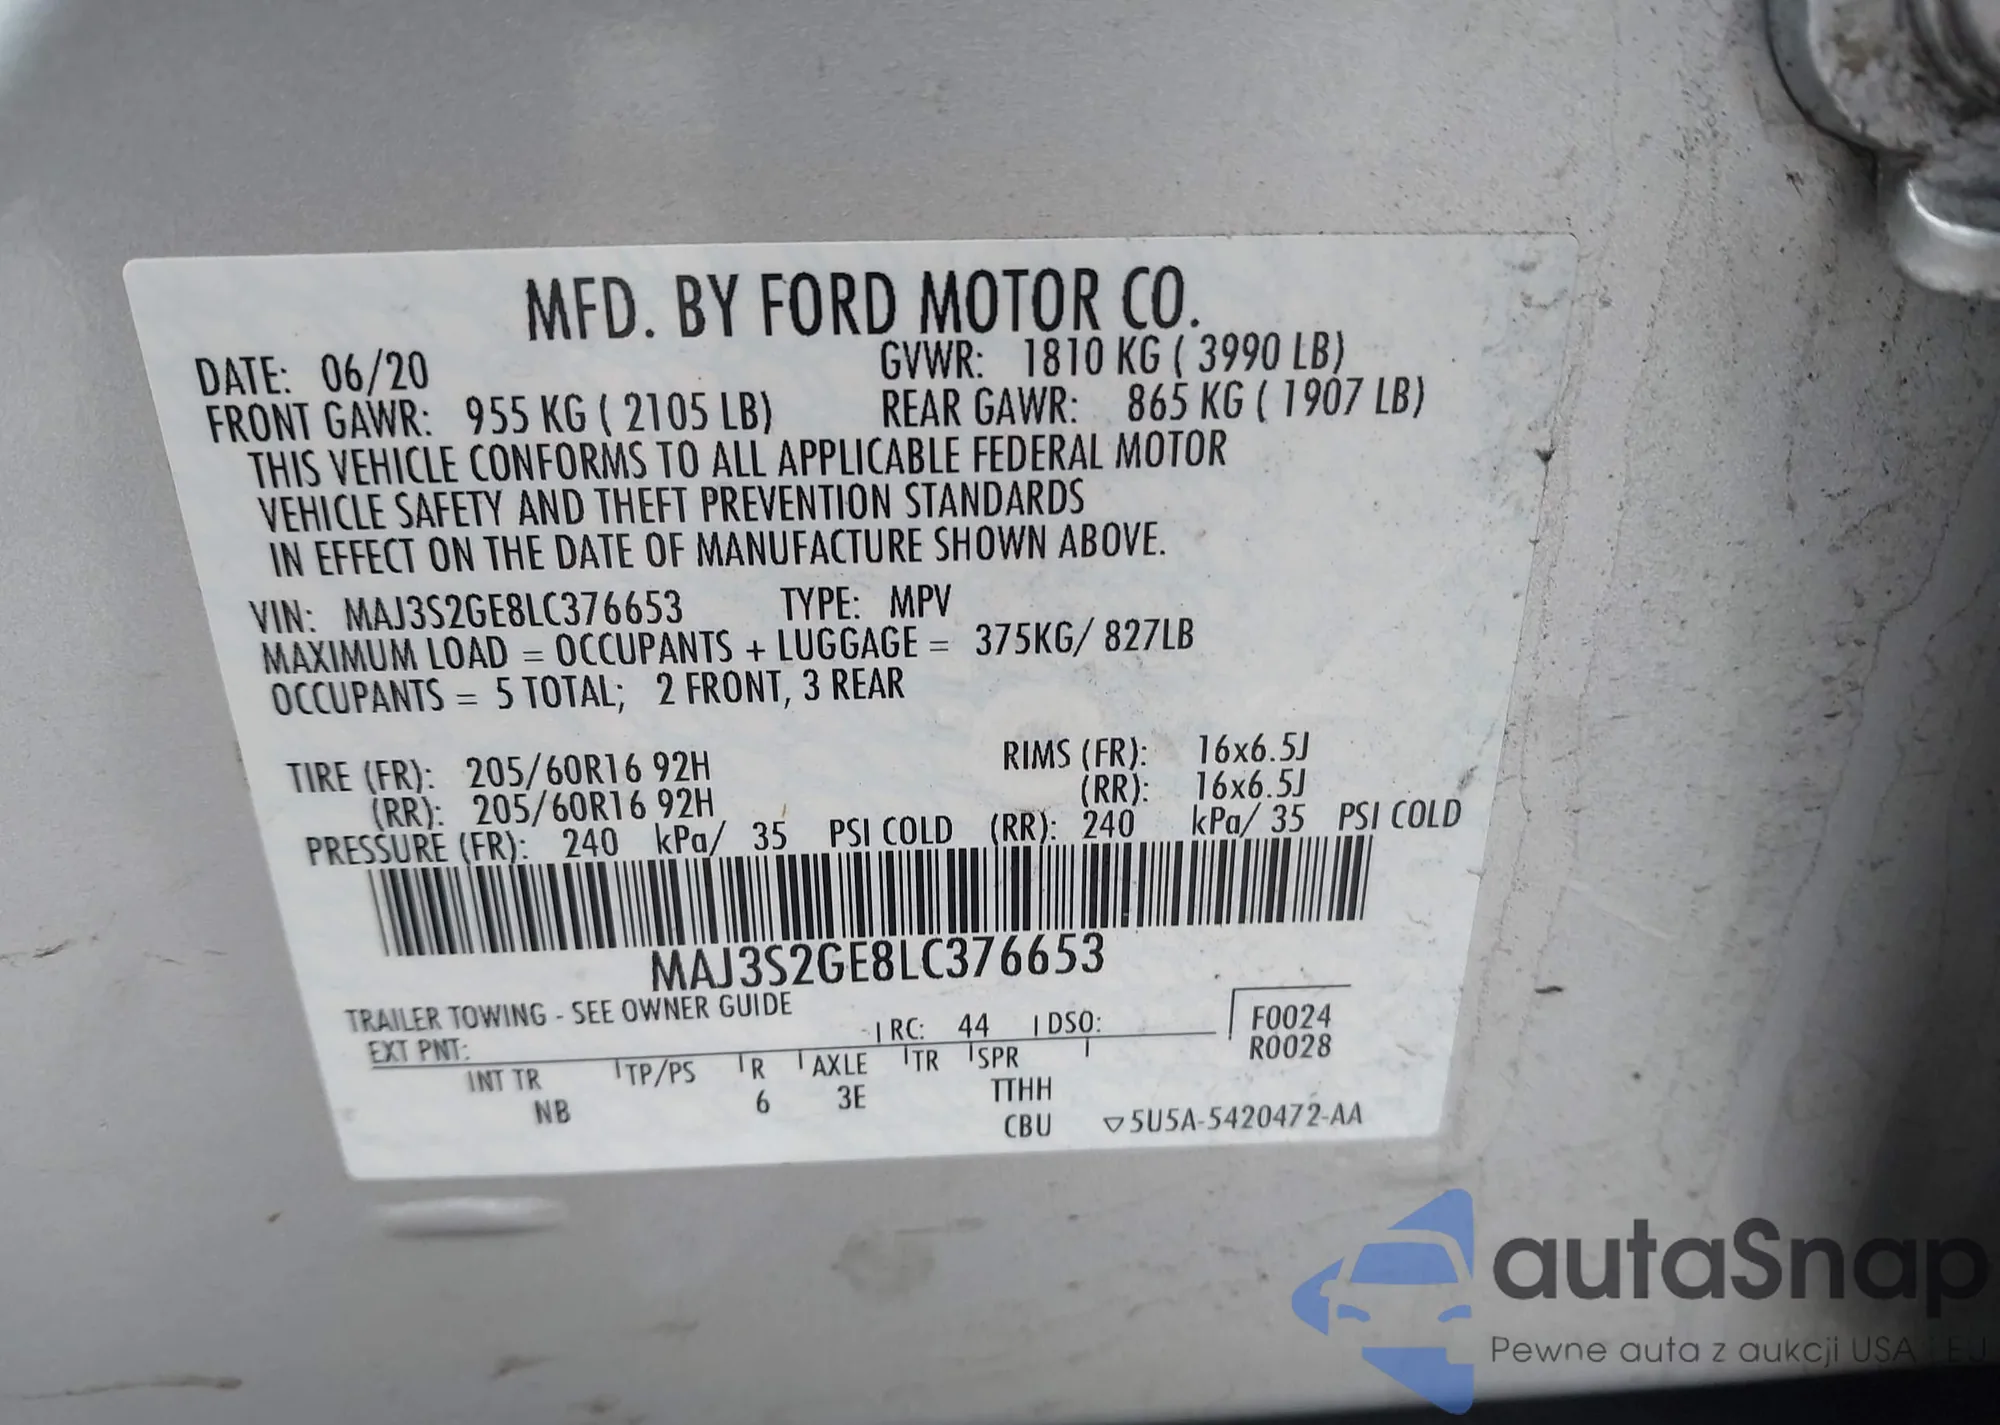 MFD. BY FORD MOTOR CO.
DATE: 06/20 GVWR: 1810 KG ( 3990 LB)
FRONT GAWR: 955 KG ( 2105 LB) REAR GAWR: 865 KG ( 1907 LB)
THIS VEHICLE CONFORMS TO ALL APPLICABLE FEDERAL MOTOR
VEHICLE SAFETY AND THEFT PREVENTION STANDARDS
IN EFFECT ON THE DATE OF MANUFACTURE SHOWN ABOVE.
VIN: MAJ3S2GE8LC376653 TYPE: MPV
MAXIMUM LOAD = OCCUPANTS + LUGGAGE = 375KG/ 827LB
OCCUPANTS = 5 TOTAL; 2 FRONT, 3 REAR
TIRE (FR): 205/60R16 92H RIMS (FR): 16x6.5J
(RR): 205/60R16 92H (RR): 16x6.5J
PRESSURE (FR): 240 kPa/ 35 PSI COLD (RR): 240 kPa/ 35 PSI COLD
MAJ3S2GE8LC376653
TRAILER TOWING - SEE OWNER GUIDE
EXT PNT: RC: 44 DSO: F0024
R0028
INT TR TP/PS R AXLE TR SPR
NB 6 3E TTHH
CBU ▽5U5A-5420472-AA
autaSnap
Pewne auta z aukcji USA i EU